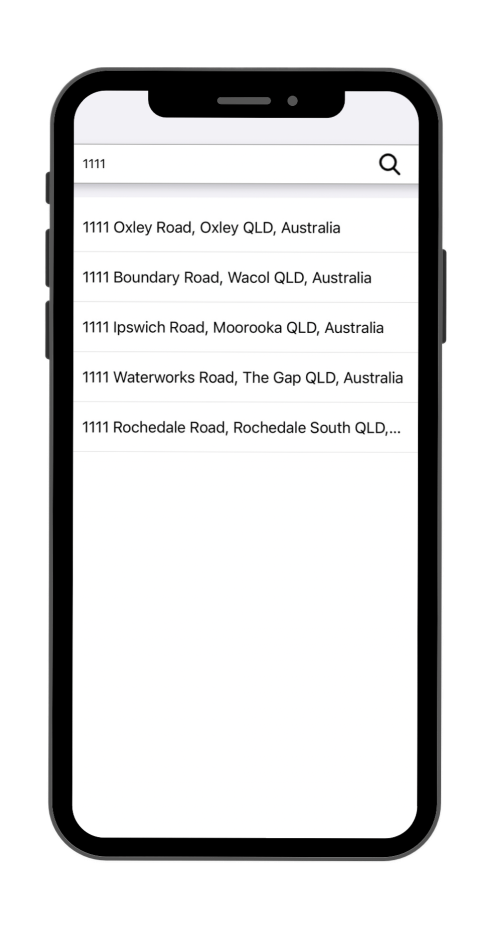 1111
1111 Oxley Road, Oxley QLD, Australia
1111 Boundary Road, Wacol QLD, Australia
1111 Ipswich Road, Moorooka QLD, Australia
1111 Waterworks Road, The Gap QLD, Australia
1111 Rochedale Road, Rochedale South QLD,...